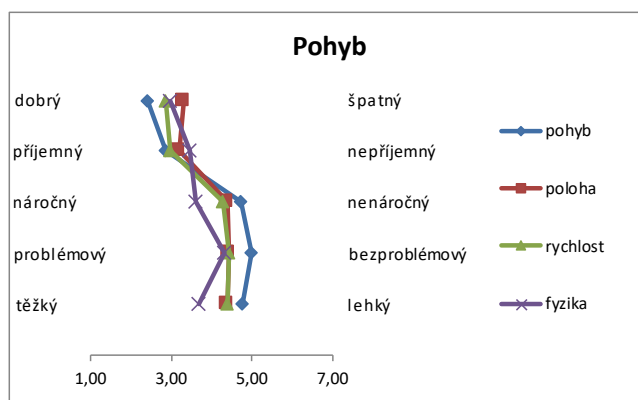 Pohyb
dobrý špatný
příjemný nepříjemný
náročný nenáročný
problémový bezproblémový
těžký lehký
pohyb
poloha
rychlost
fyzika
1,00 3,00 5,00 7,00